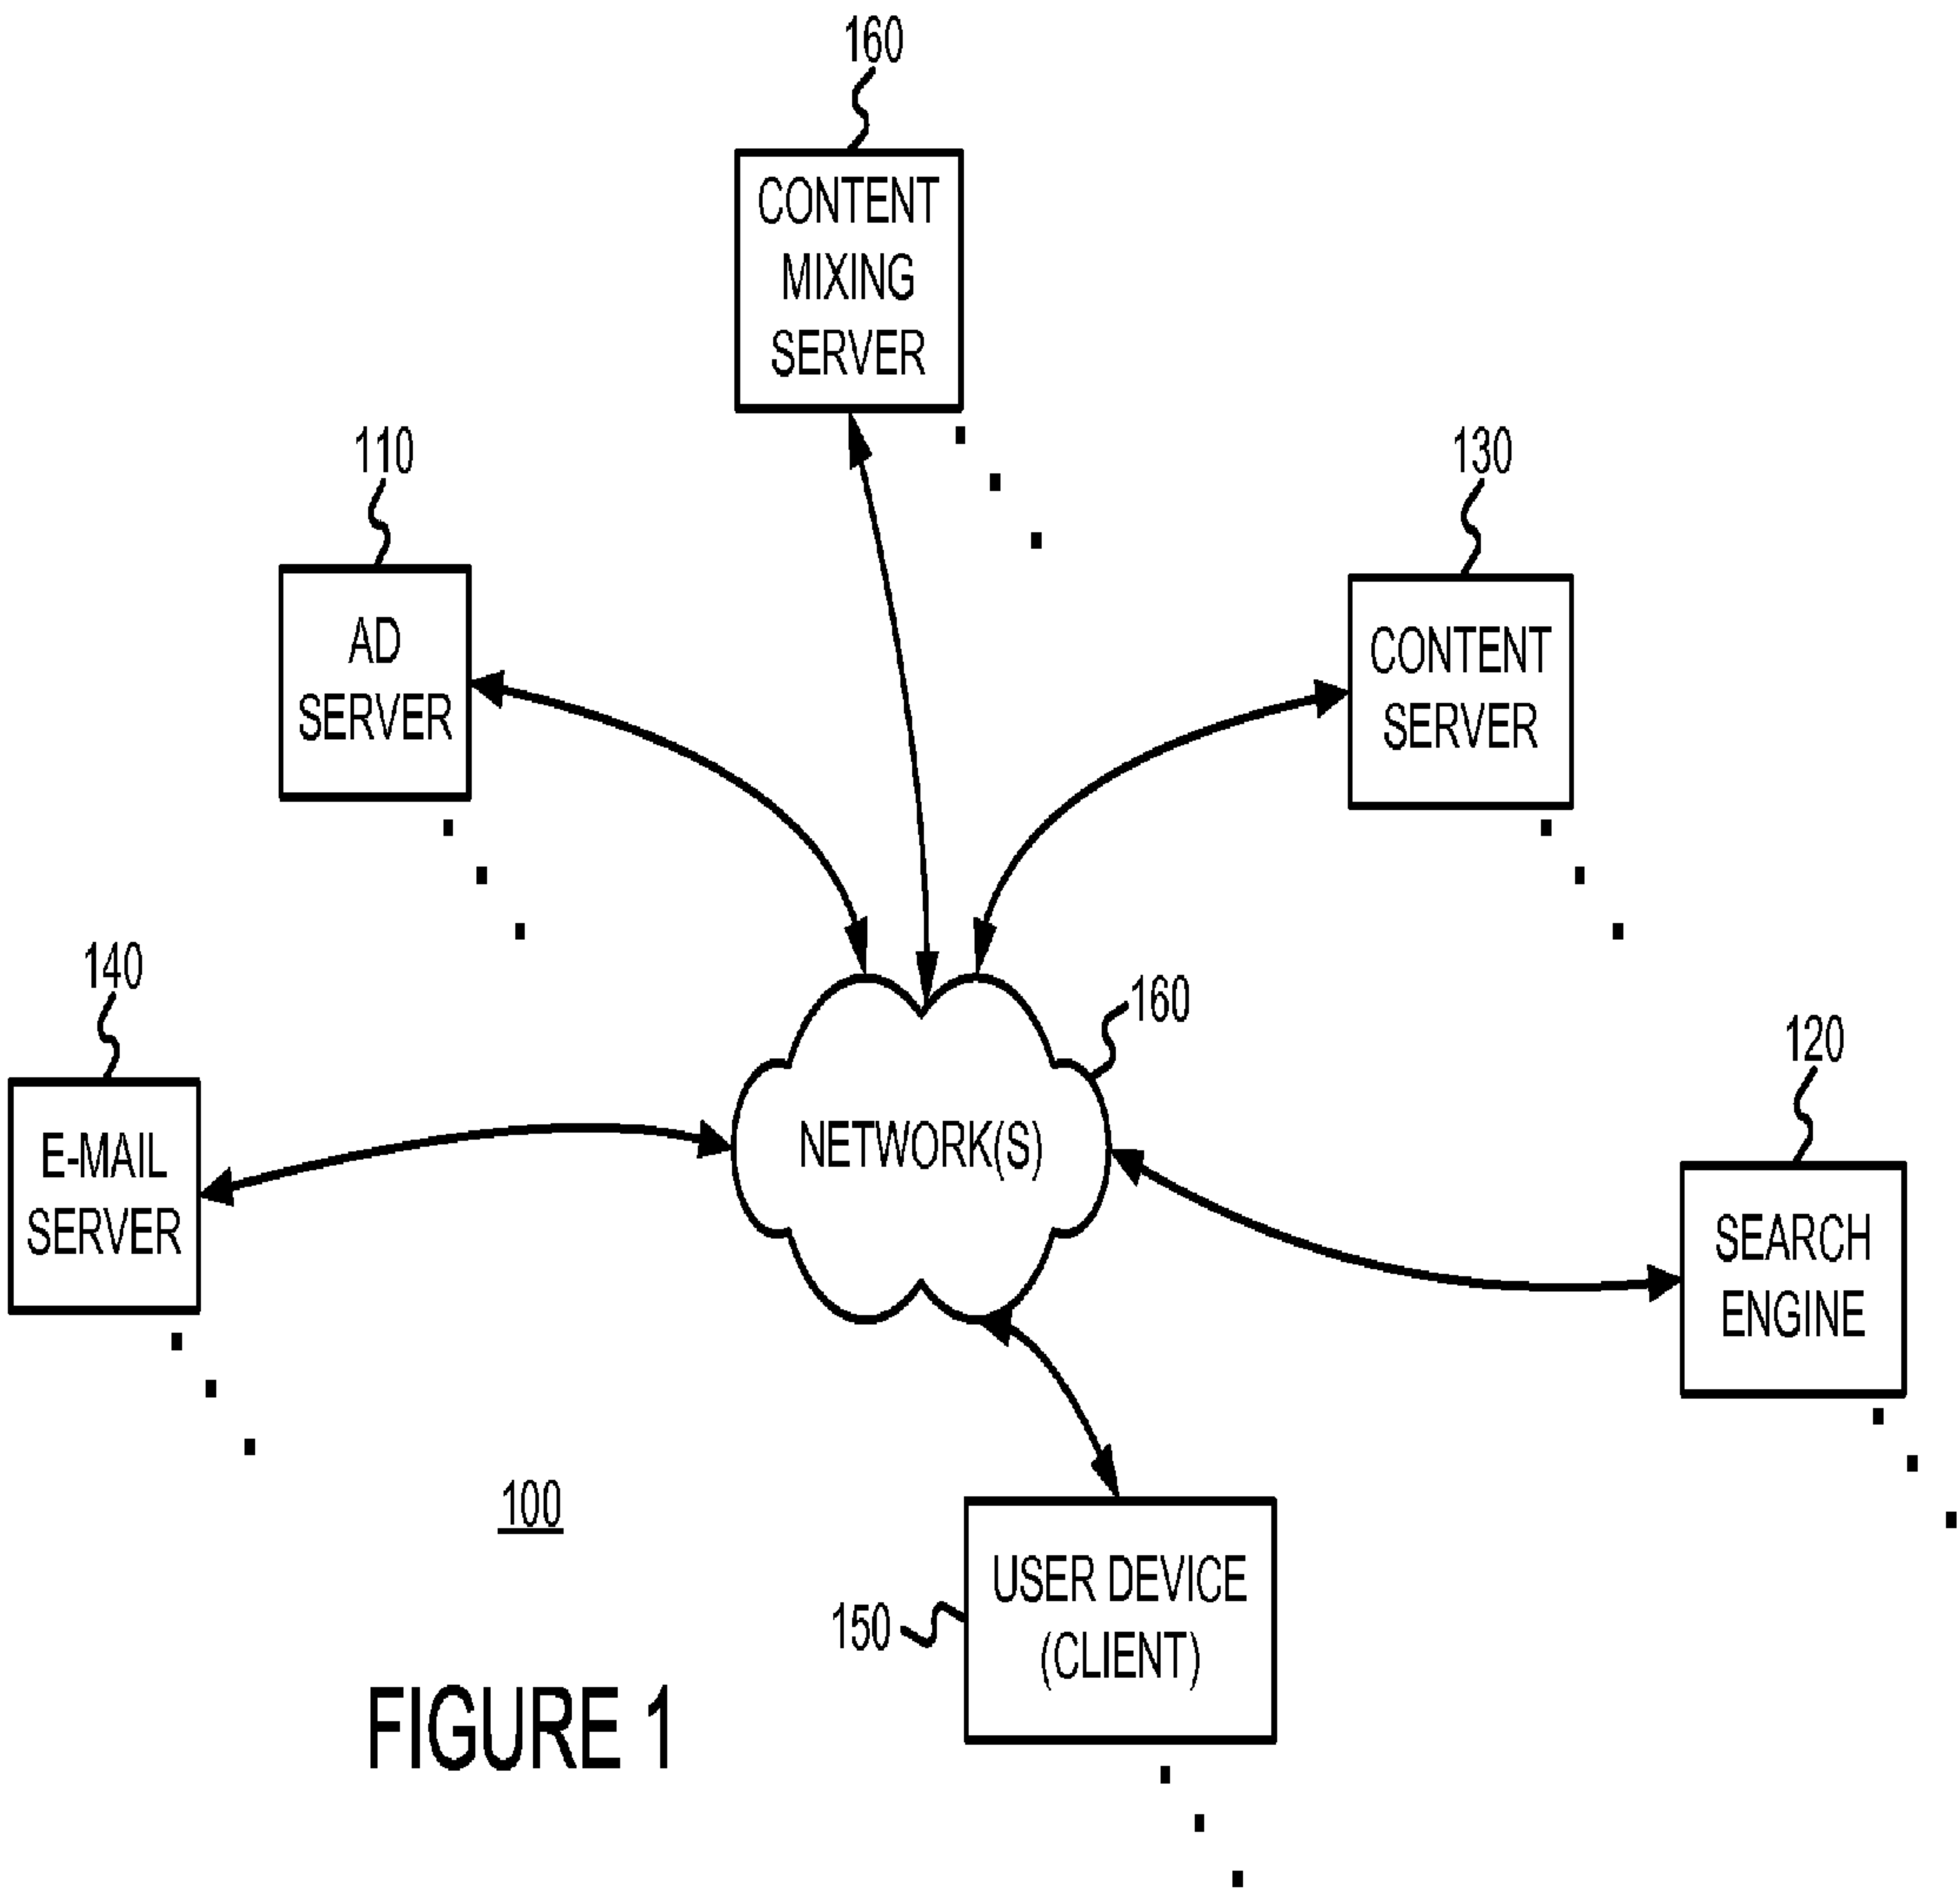 160
CONTENT
MIXING
SERVER
110
AD
SERVER
130
CONTENT
SERVER
140
E-MAIL
SERVER
160
NETWORK(S)
120
SEARCH
ENGINE
100
150
USER DEVICE
(CLIENT)
FIGURE 1